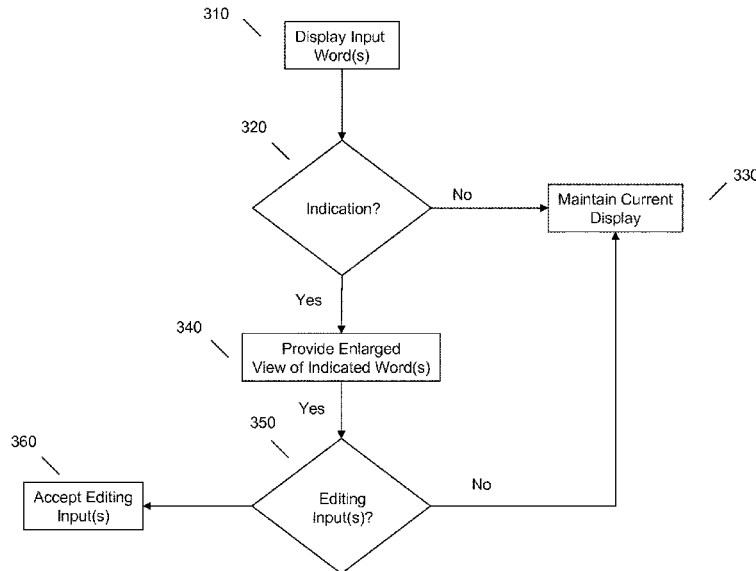 310
Display Input
Word(s)
320
Indication?
No
Maintain Current
Display
330
Yes
340
Provide Enlarged
View of Indicated Word(s)
Yes
350
360
Accept Editing
Input(s)
Editing
Input(s)?
No